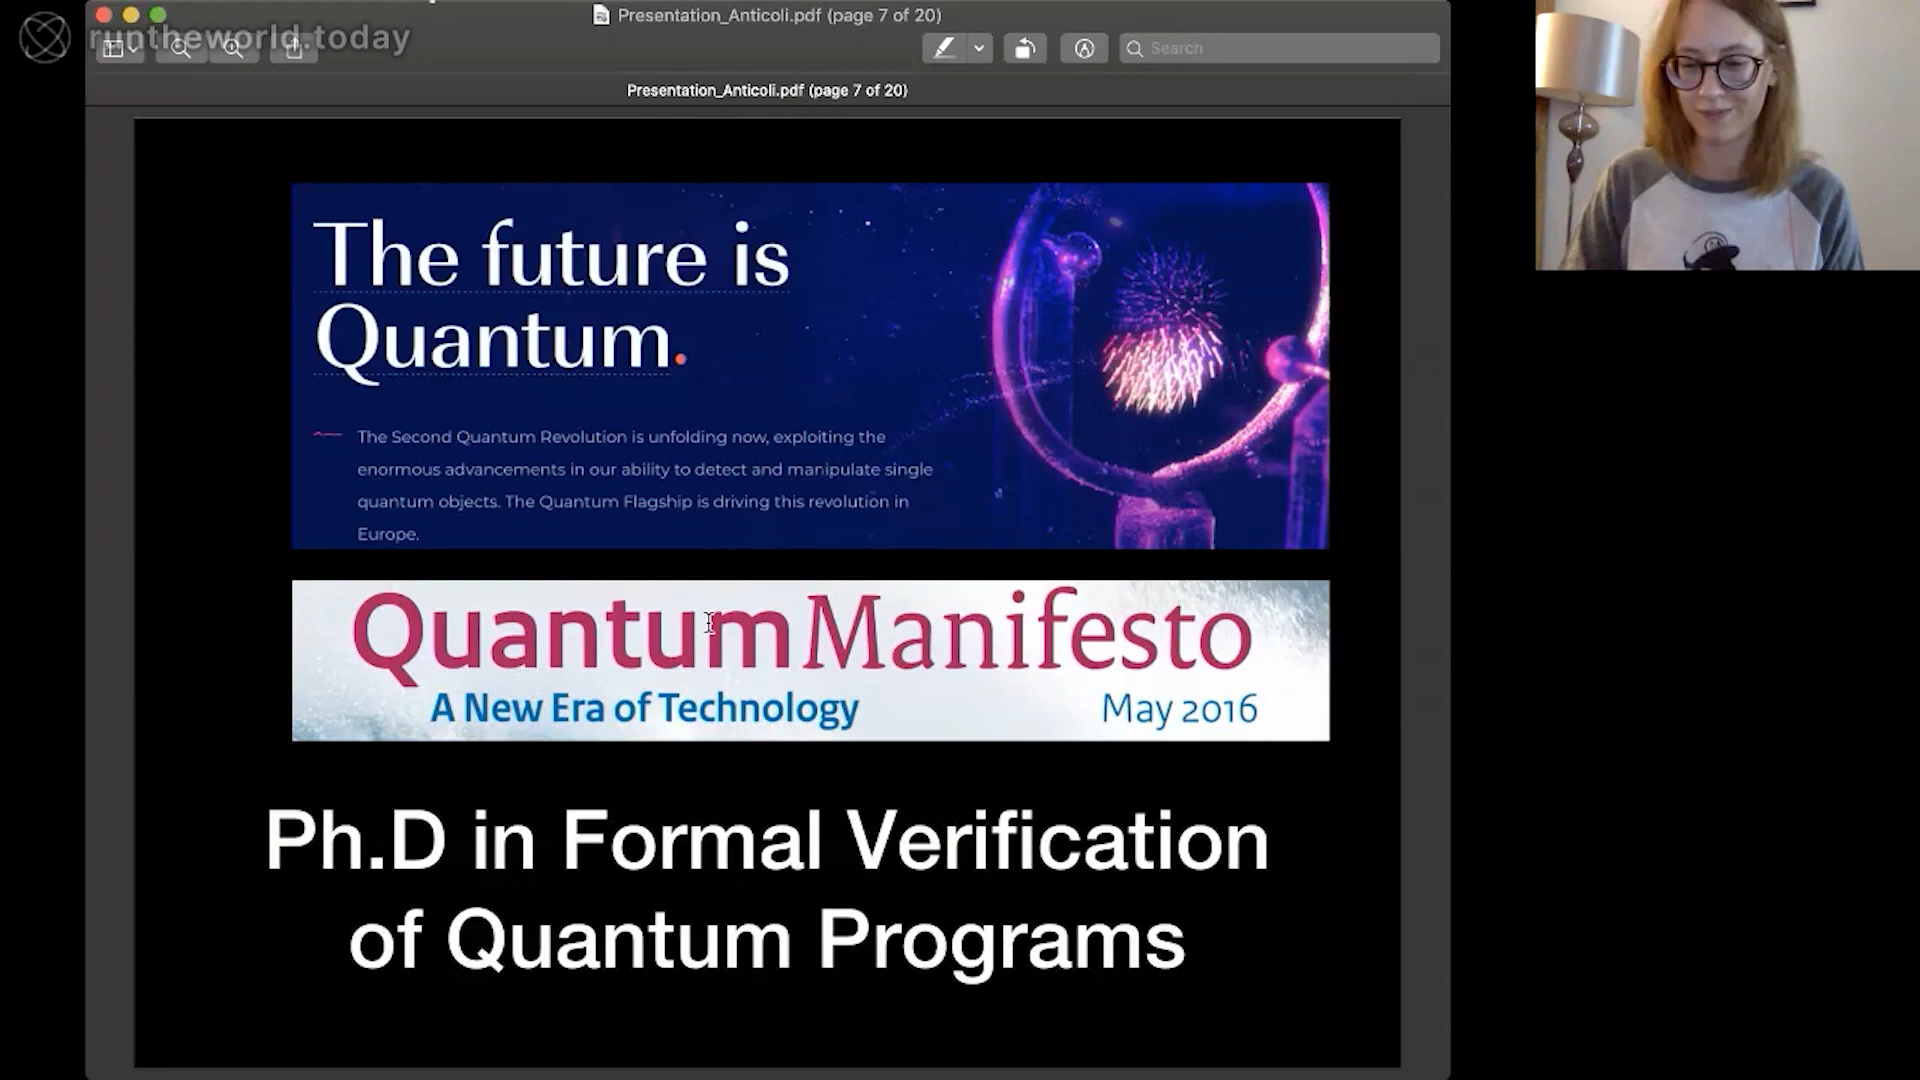 Presentation_Anticoli.pdf (page 7 of 20)
runtheworld.today
Search
Presentation_Anticoli.pdf (page 7 of 20)
The future is
Quantum.
The Second Quantum Revolution is unfolding now, exploiting the
enormous advancements in our ability to detect and manipulate single
quantum objects. The Quantum Flagship is driving this revolution in
Europe.
QuantumManifesto
A New Era of Technology
May 2016
Ph.D in Formal Verification
of Quantum Programs